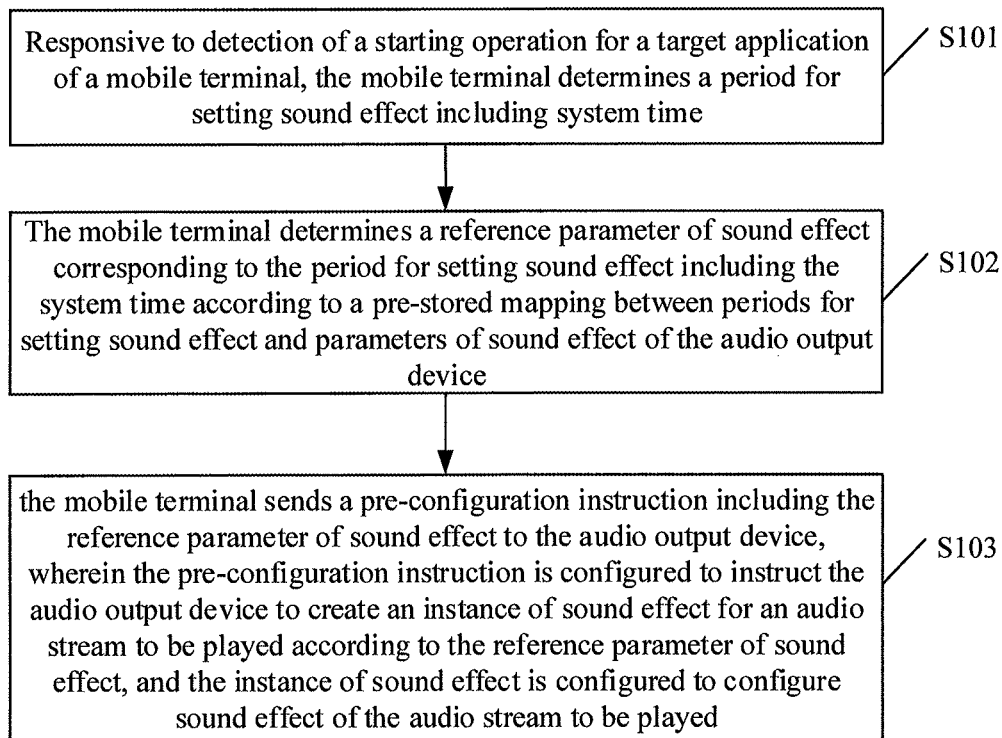 Responsive to detection of a starting operation for a target application
of a mobile terminal, the mobile terminal determines a period for
setting sound effect including system time
S101
The mobile terminal determines a reference parameter of sound effect
corresponding to the period for setting sound effect including the
system time according to a pre-stored mapping between periods for
setting sound effect and parameters of sound effect of the audio output
device
S102
the mobile terminal sends a pre-configuration instruction including the
reference parameter of sound effect to the audio output device,
wherein the pre-configuration instruction is configured to instruct the
audio output device to create an instance of sound effect for an audio
stream to be played according to the reference parameter of sound
effect, and the instance of sound effect is configured to configure
sound effect of the audio stream to be played
S103